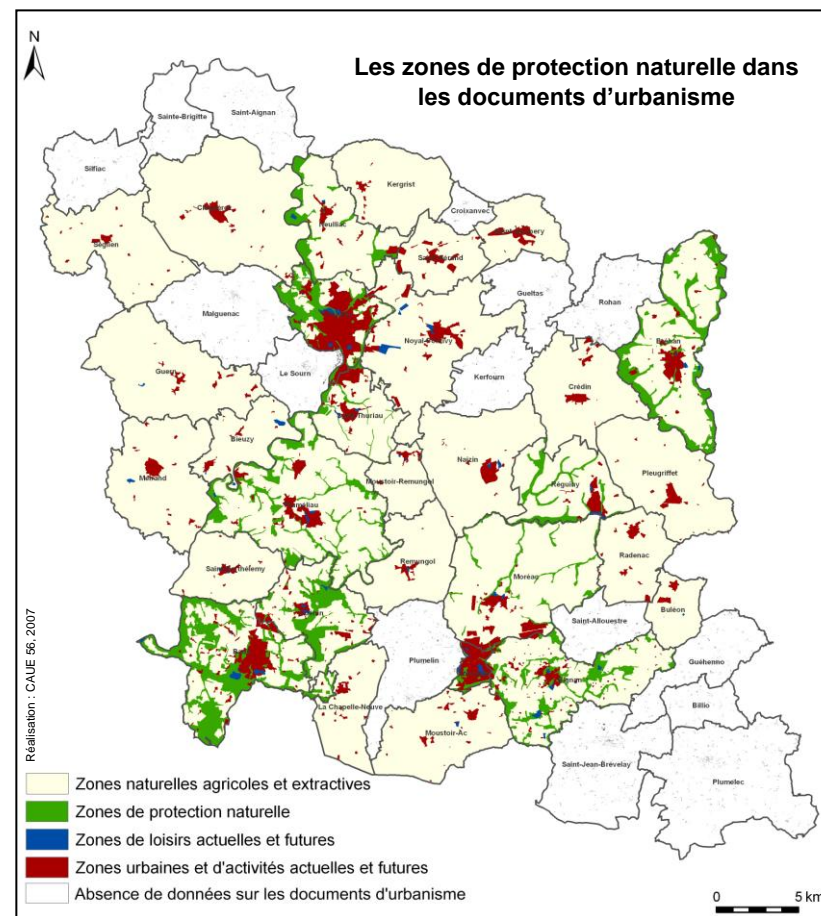 N
Les zones de protection naturelle dans
les documents d'urbanisme
Sainte-Brigitte
Saint-Aignan
Silfiac
Kergrist
Croixanvec
Neulliac
Séglien
Gueltas
Rohan
Malguenac
Noyal-Pontivy
Bréhan
Le Sourn
Kerfourn
Guern
Crédin
Saint-Thuriau
Bieuzy
Naizin
Pleugriffet
Melrand
Moustoir-Remungol
Réguiny
Radenac
Remungol
Moréac
Saint-Barthélemy
Buléon
Saint-Allouestre
Plumelin
Guéhenno
La Chapelle-Neuve
Billio
Moustoir-Ac
Saint-Jean-Brévelay
Plumelec
Réalisation : CAUE 56, 2007
Zones naturelles agricoles et extractives
Zones de protection naturelle
Zones de loisirs actuelles et futures
Zones urbaines et d'activités actuelles et futures
Absence de données sur les documents d'urbanisme
0 5 km